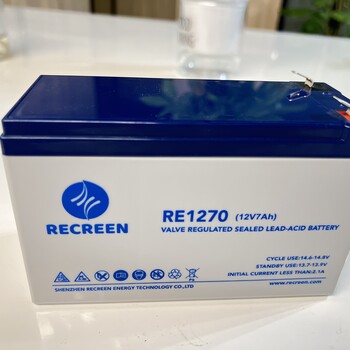 RECREEN
RE1270 (12V7Ah)
VALVE REGULATED SEALED LEAD-ACID BATTERY
CYCLE USE:14.6-14.8V
STANDBY USE:13.7-13.9V
INITIAL CURRENT LESS THAN:2.1A
SHENZHEN RECREEN ENERGY TECHNOLOGY CO.,LTD
www.recreen.com